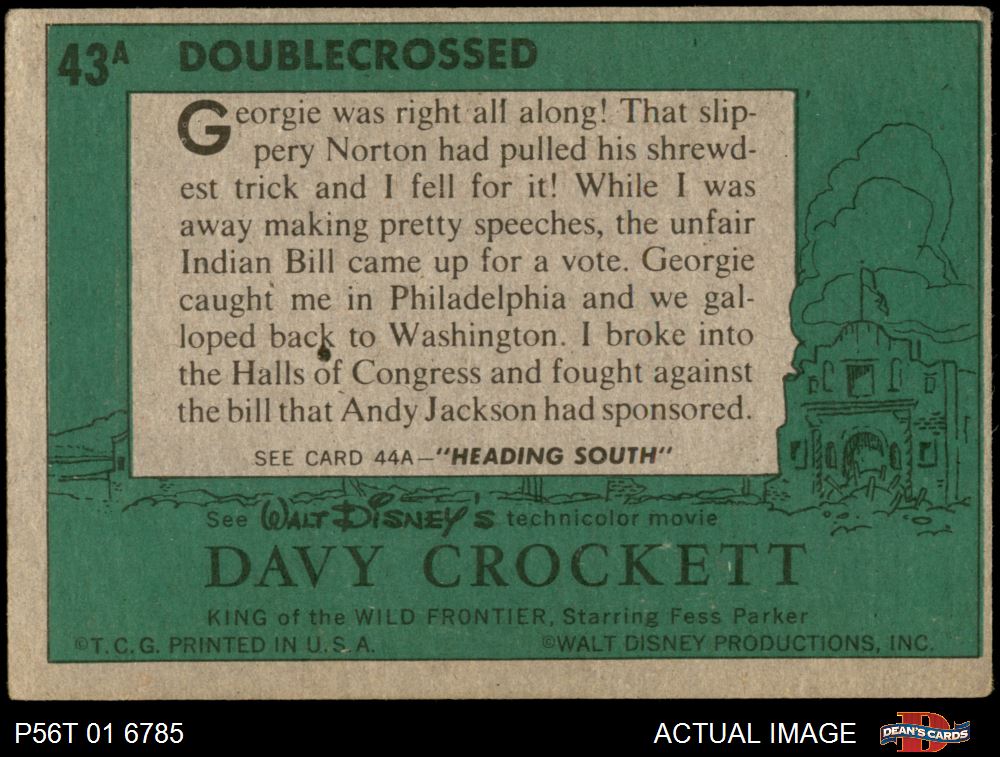 43A DOUBLECROSSED
Georgie was right all along! That slip-
pery Norton had pulled his shrewd-
est trick and I fell for it! While I was
away making pretty speeches, the unfair
Indian Bill came up for a vote. Georgie
caught me in Philadelphia and we gal-
loped back to Washington. I broke into
the Halls of Congress and fought against
the bill that Andy Jackson had sponsored.
SEE CARD 44A—"HEADING SOUTH"
See WALT DISNEY'S technicolor movie
DAVY CROCKETT
KING of the WILD FRONTIER, Starring Fess Parker
©T.C.G. PRINTED IN U.S.A. ©WALT DISNEY PRODUCTIONS, INC.
P56T 01 6785 ACTUAL IMAGE DEAN'S CARDS